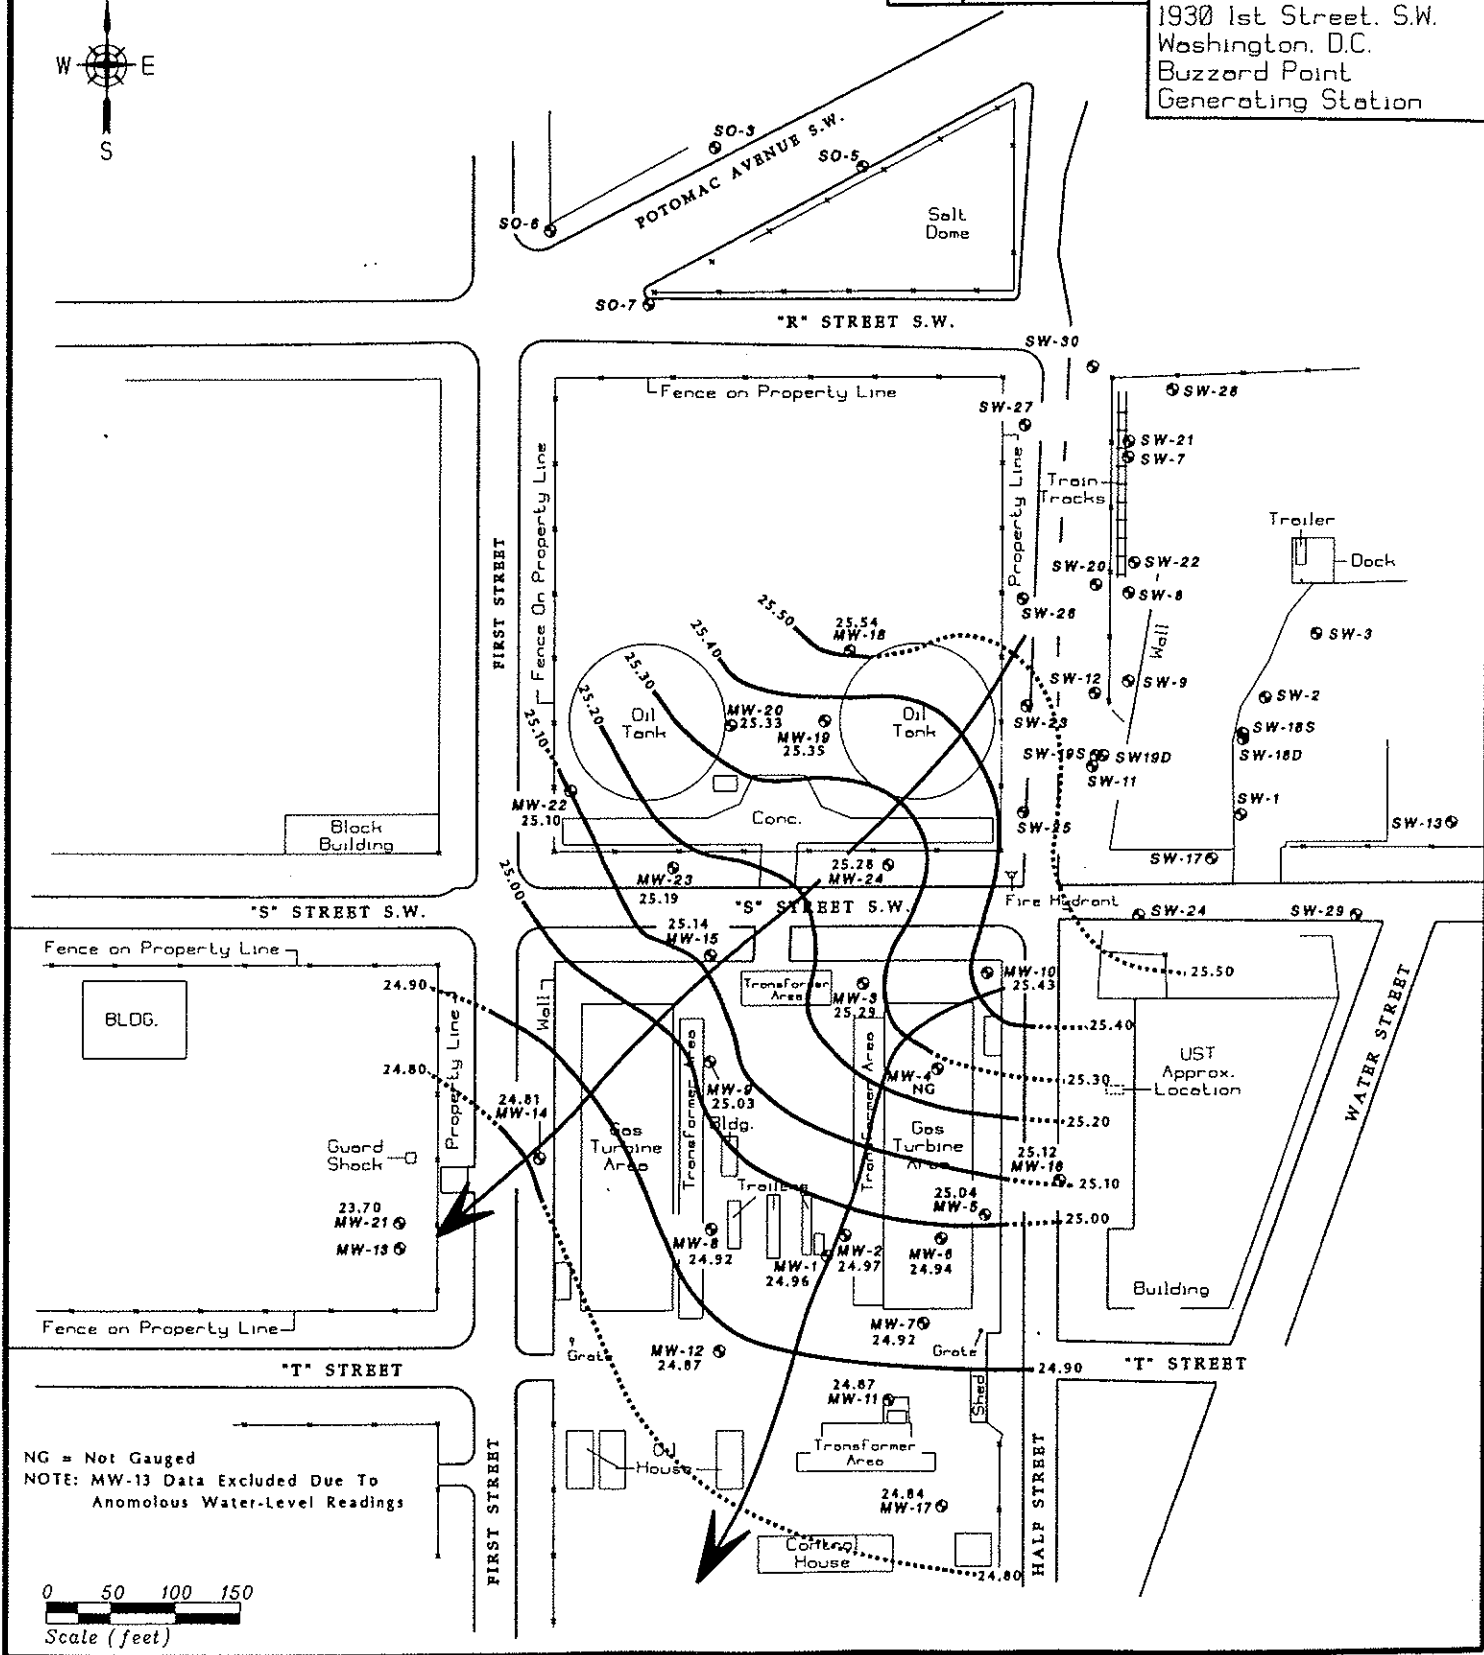 1930 1st Street. S.W.
Washington. D.C.
Buzzard Point
Generating Station
W
E
S
SO-3
POTOMAC AVENUE S.W.
SO-5
SO-6
Salt
Dome
SO-7
"R" STREET S.W.
SW-30
Fence on Property Line
SW-28
SW-27
SW-21
SW-7
Fence On Property Line
Property Line
Train
Tracks
Trailer
Dock
FIRST STREET
SW-20
SW-22
SW-8
SW-26
25.50
25.54
MW-18
SW-3
Wall
25.40
25.30
25.20
25.10
SW-12
SW-9
SW-2
Oil
Tank
MW-20
25.33
MW-19
25.35
Oil
Tank
SW-23
SW-18S
SW-18D
SW-19S
SW19D
SW-11
MW-22
25.10
Conc.
SW-25
SW-1
SW-13
Block
Building
SW-17
25.00
MW-23
25.19
25.28
MW-24
"S" STREET S.W.
"S" STREET S.W.
Fire Hydrant
SW-24
SW-29
Fence on Property Line
25.14
MW-15
24.90
BLDG.
Wall
Transformer
Area
MW-3
25.29
MW-10
25.43
25.50
25.40
Property Line
Transformer Area
Transformer Area
UST
Approx.
Location
WATER STREET
24.80
24.81
MW-14
MW-9
25.03
MW-4
NG
25.30
25.20
Bldg.
Guard
Shack
Gas
Turbine
Area
Gas
Turbine
Area
25.12
MW-16
25.10
Trailers
25.04
MW-5
25.00
23.70
MW-21
MW-13
MW-8
24.92
MW-1
24.96
MW-2
24.97
MW-6
24.94
Building
Fence on Property Line
MW-7
24.92
Grate
Grate
MW-12
24.87
"T" STREET
24.90
"T" STREET
24.87
MW-11
Shed
Oil
House
Transformer
Area
NG = Not Gauged
NOTE: MW-13 Data Excluded Due To
Anomolous Water-Level Readings
24.84
MW-17
FIRST STREET
HALF STREET
Control
House
24.80
0 50 100 150
Scale (feet)